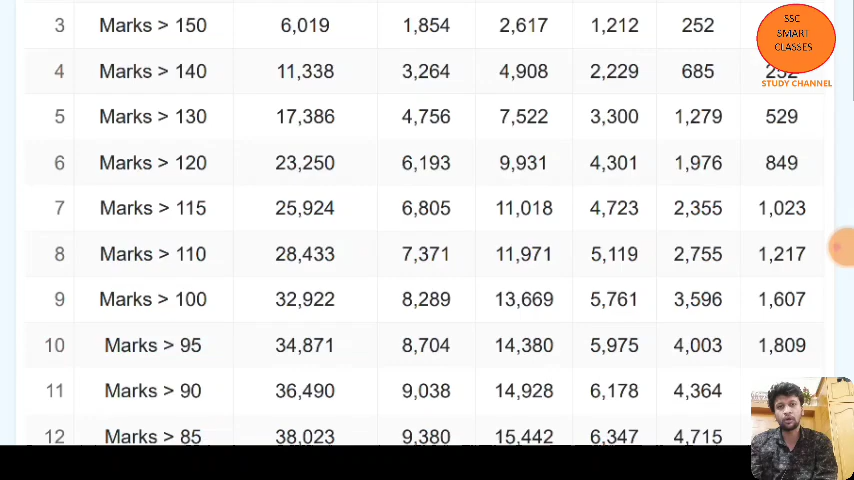 3 Marks > 150 6,019 1,854 2,617 1,212 252
SSC
SMART
CLASSES
STUDY CHANNEL
4 Marks > 140 11,338 3,264 4,908 2,229 685
5 Marks > 130 17,386 4,756 7,522 3,300 1,279 529
6 Marks > 120 23,250 6,193 9,931 4,301 1,976 849
7 Marks > 115 25,924 6,805 11,018 4,723 2,355 1,023
8 Marks > 110 28,433 7,371 11,971 5,119 2,755 1,217
9 Marks > 100 32,922 8,289 13,669 5,761 3,596 1,607
10 Marks > 95 34,871 8,704 14,380 5,975 4,003 1,809
11 Marks > 90 36,490 9,038 14,928 6,178 4,364
12 Marks > 85 38,023 9,380 15,442 6,347 4,715